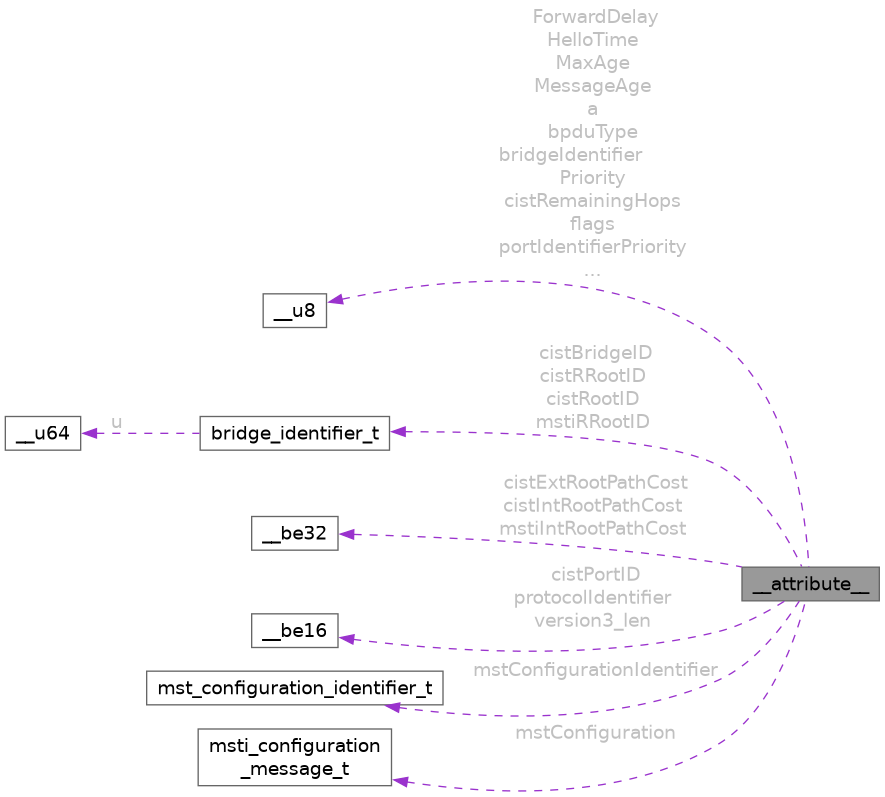 ForwardDelay
HelloTime
MaxAge
MessageAge
a
bpduType
bridgeIdentifier
Priority
cistRemainingHops
flags
portIdentifierPriority
...
__u8
cistBridgeID
cistRRootID
cistRootID
mstiRRootID
__u64
u
bridge_identifier_t
cistExtRootPathCost
cistIntRootPathCost
mstiIntRootPathCost
__be32
__attribute__
cistPortID
protocolIdentifier
version3_len
__be16
mstConfigurationIdentifier
mst_configuration_identifier_t
mstConfiguration
msti_configuration
_message_t